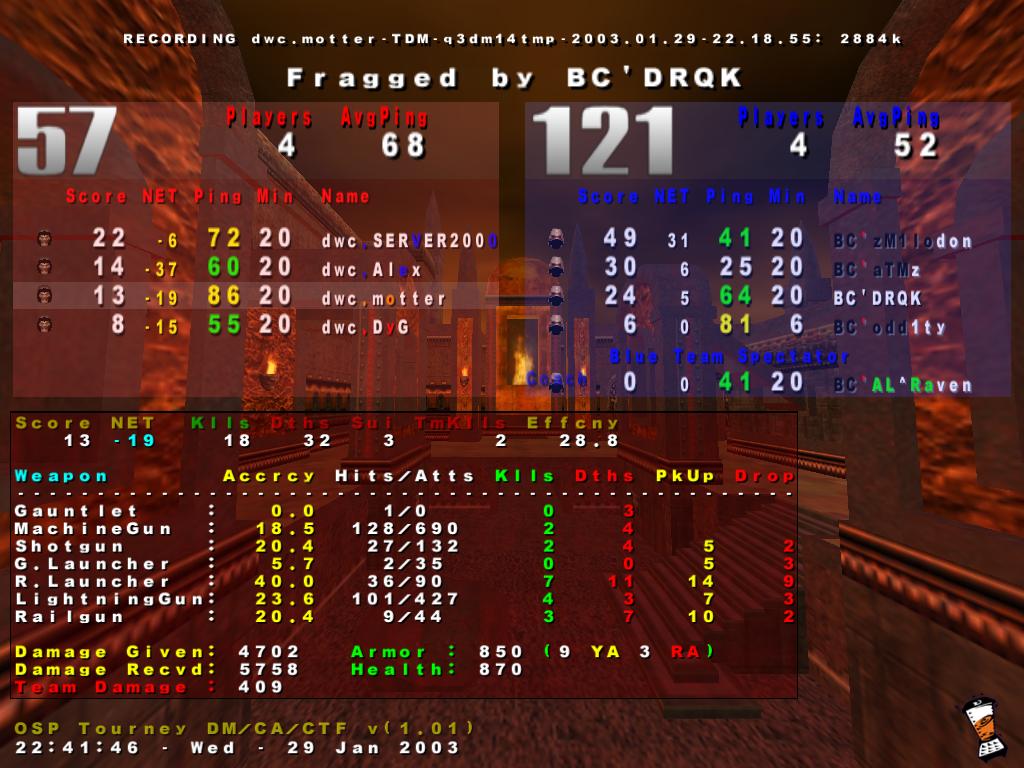 RECORDING dwc.motter-TDM-q3dm14tmp-2003.01.29-22.18.55: 2884k
Fragged by BC'DRQK
57 Players AvgPing
4 68
Score NET Ping Min Name
22 -6 72 20 dwc.SERVER2000
14 -37 60 20 dwc.Alex
13 -19 86 20 dwc.motter
8 -15 55 20 dwc.DyG
121 Players AvgPing
4 52
Score NET Ping Min Name
49 31 41 20 BC'zM1lodon
30 6 25 20 BC'aTMz
24 5 64 20 BC'DRQK
6 0 81 6 BC'odd1ty
Blue Team Spectator
Coach 0 0 41 20 BC'AL^Raven
Score NET Klls Dths Sui TmKlls Effcny
13 -19 18 32 3 2 28.8
Weapon Accrcy Hits/Atts Klls Dths PkUp Drop
Gauntlet : 0.0 1/0 0 3
MachineGun : 18.5 128/690 2 4
Shotgun : 20.4 27/132 2 4 5 2
G.Launcher : 5.7 2/35 0 0 5 3
R.Launcher : 40.0 36/90 7 11 14 9
LightningGun: 23.6 101/427 4 3 7 3
Railgun : 20.4 9/44 3 7 10 2
Damage Given: 4702 Armor : 850 (9 YA 3 RA)
Damage Recvd: 5758 Health: 870
Team Damage : 409
OSP Tourney DM/CA/CTF v(1.01)
22:41:46 - Wed - 29 Jan 2003